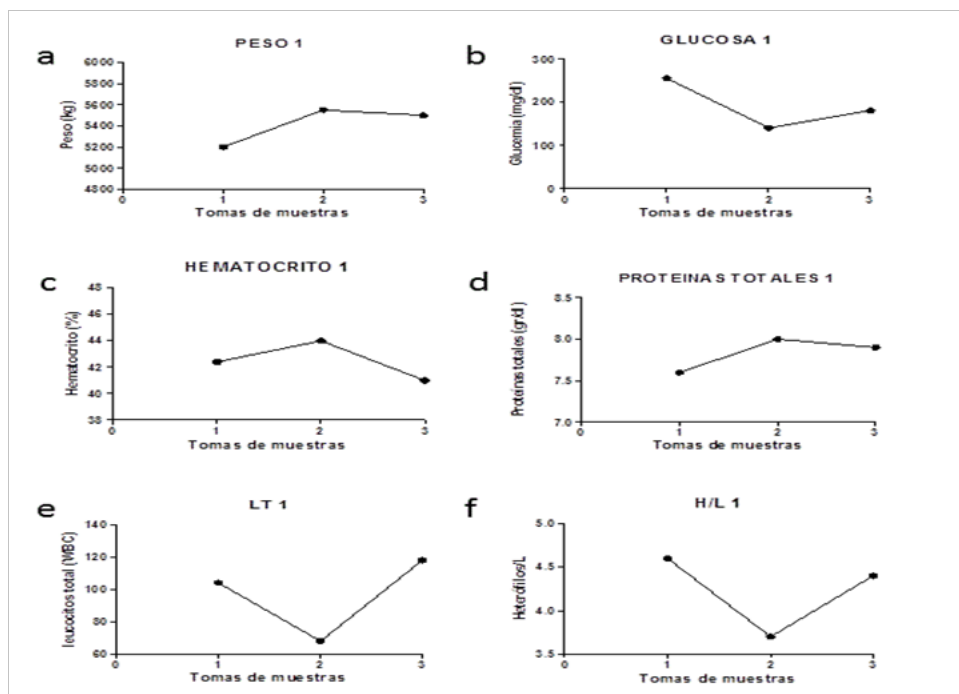 a
PESO 1
6000
5800
5600
5400
5200
5000
4800
Peso (kg)
0
1
2
3
Tomas de muestras
b
GLUCOSA 1
300
200
100
0
Glucemia (mg/dl)
0
1
2
3
Tomas de muestras
c
HEMATOCRITO 1
48
46
44
42
40
38
Hematocrito (%)
0
1
2
3
Tomas de muestras
d
PROTEINAS TOTALES 1
8.5
8.0
7.5
7.0
Proteínas totales (gr/dl)
0
1
2
3
Tomas de muestras
e
LT 1
140
120
100
80
60
leucocitos total (WBC)
0
1
2
3
Tomas de muestras
f
H/L 1
5.0
4.5
4.0
3.5
Heterófilos/L
0
1
2
3
Tomas de muestras